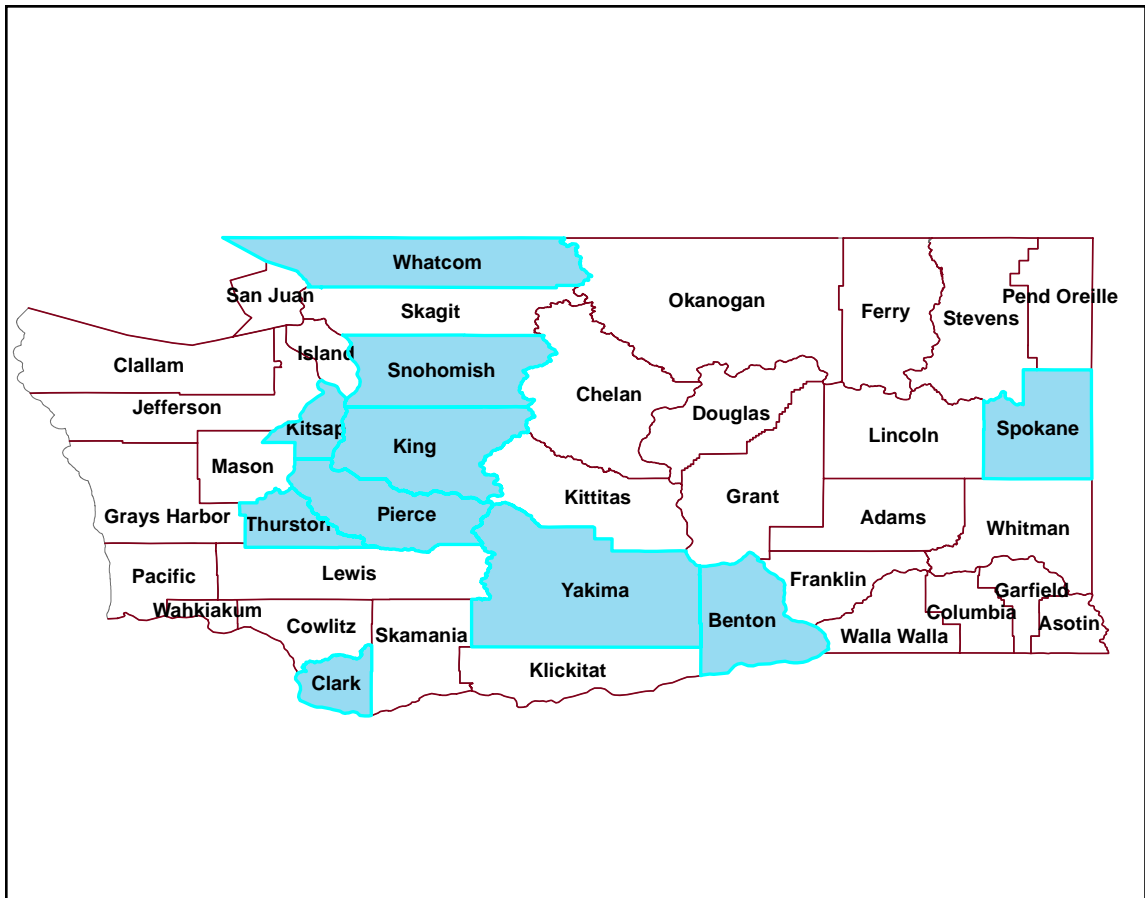 Whatcom
San Juan
Skagit
Okanogan
Ferry
Stevens
Pend Oreille
Clallam
Island
Snohomish
Chelan
Jefferson
Kitsap
Douglas
King
Lincoln
Spokane
Mason
Kittitas
Grant
Grays Harbor
Thurston
Pierce
Adams
Whitman
Pacific
Lewis
Yakima
Franklin
Garfield
Wahkiakum
Columbia
Cowlitz
Skamania
Benton
Walla Walla
Asotin
Clark
Klickitat